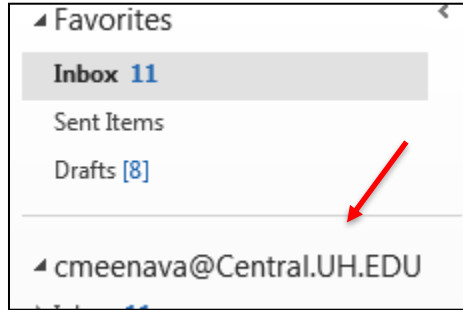 Favorites
Inbox 11
Sent Items
Drafts [8]
cmeenava@Central.UH.EDU